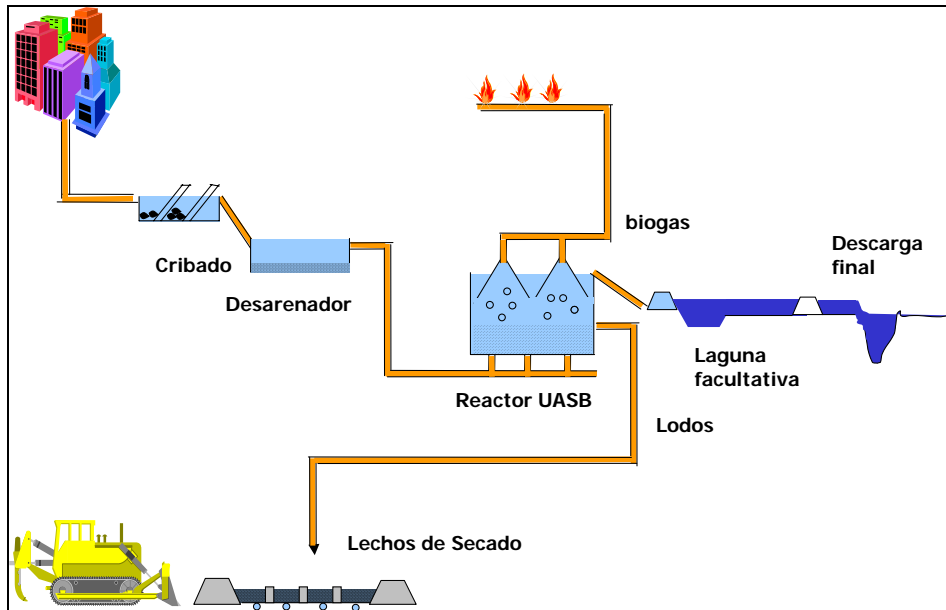 Cribado
Desarenador
biogas
Descarga
final
Reactor UASB
Laguna
facultativa
Lodos
Lechos de Secado